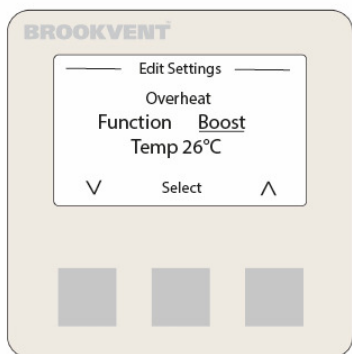 BROOKVENT
Edit Settings
Overheat
Function Boost
Temp 26°C
Select